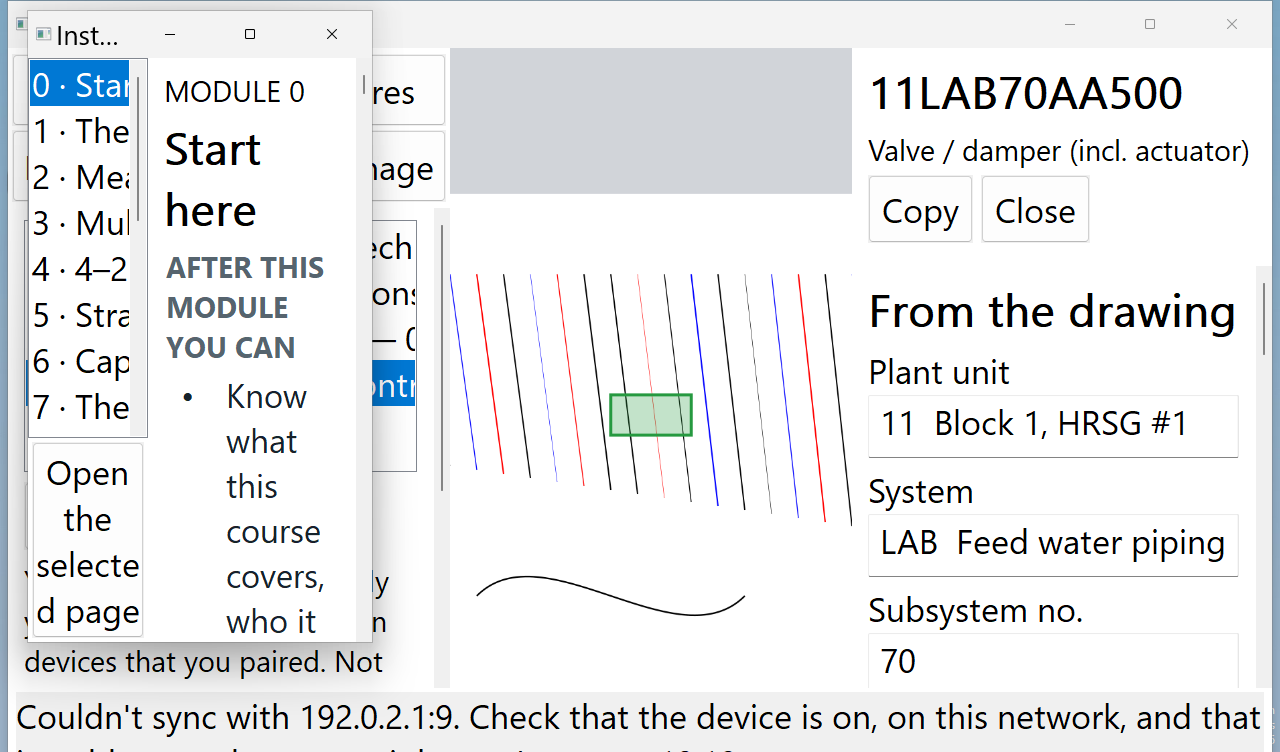 Inst...
0 · Star
1 · The
2 · Mea
3 · Mul
4 · 4–2
5 · Stra
6 · Cap
7 · The
Open
the
selecte
d page
MODULE 0
Start
here
AFTER THIS
MODULE
YOU CAN
• Know
what
this
course
covers,
who it
res
nage
ech
ons
— 0
ontr
ly
n
devices that you paired. Not
11LAB70AA500
Valve / damper (incl. actuator)
Copy Close
From the drawing
Plant unit
11 Block 1, HRSG #1
System
LAB Feed water piping
Subsystem no.
70
Couldn't sync with 192.0.2.1:9. Check that the device is on, on this network, and that